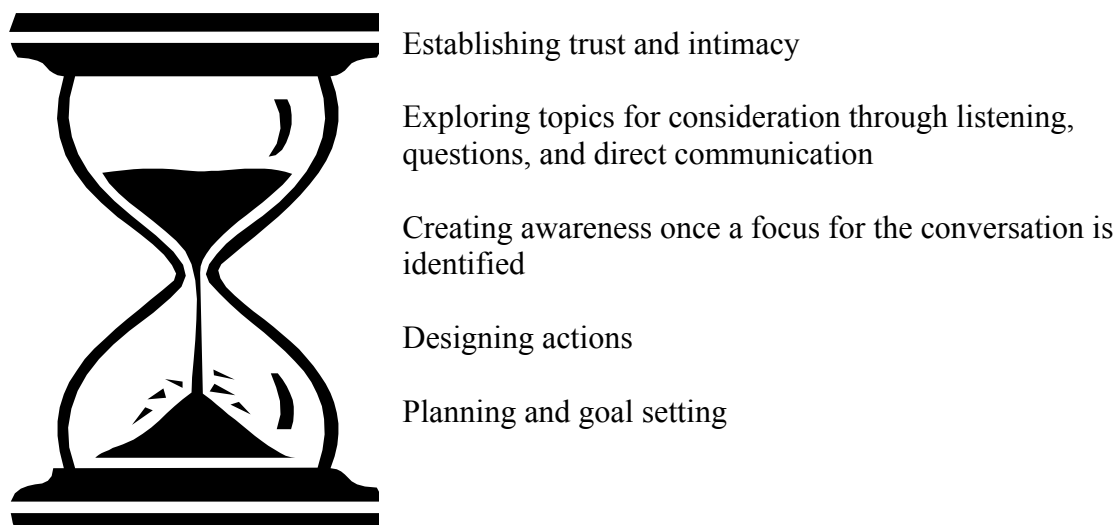 Establishing trust and intimacy
Exploring topics for consideration through listening,
questions, and direct communication
Creating awareness once a focus for the conversation is
identified
Designing actions
Planning and goal setting